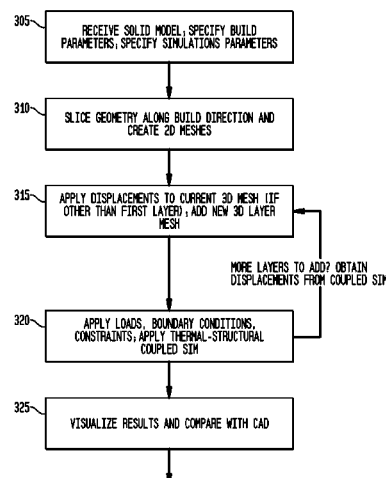 305
RECEIVE SOLID MODEL; SPECIFY BUILD
PARAMETERS; SPECIFY SIMULATIONS PARAMETERS
310
SLICE GEOMETRY ALONG BUILD DIRECTION AND
CREATE 2D MESHES
315
APPLY DISPLACEMENTS TO CURRENT 3D MESH (IF
OTHER THAN FIRST LAYER); ADD NEW 3D LAYER
MESH
MORE LAYERS TO ADD? OBTAIN
DISPLACEMENTS FROM COUPLED SIM
320
APPLY LOADS, BOUNDARY CONDITIONS,
CONSTRAINTS; APPLY THERMAL-STRUCTURAL
COUPLED SIM
325
VISUALIZE RESULTS AND COMPARE WITH CAD